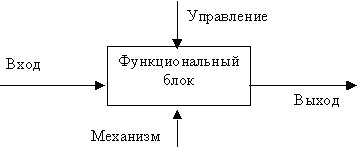 Управление
Вход
Функциональный
блок
Выход
Механизм